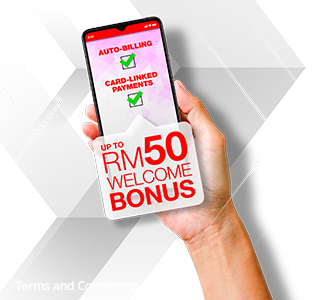 AUTO-BILLING
CARD-LINKED
PAYMENTS
UP TO
RM50
WELCOME
BONUS
Terms and Conditions